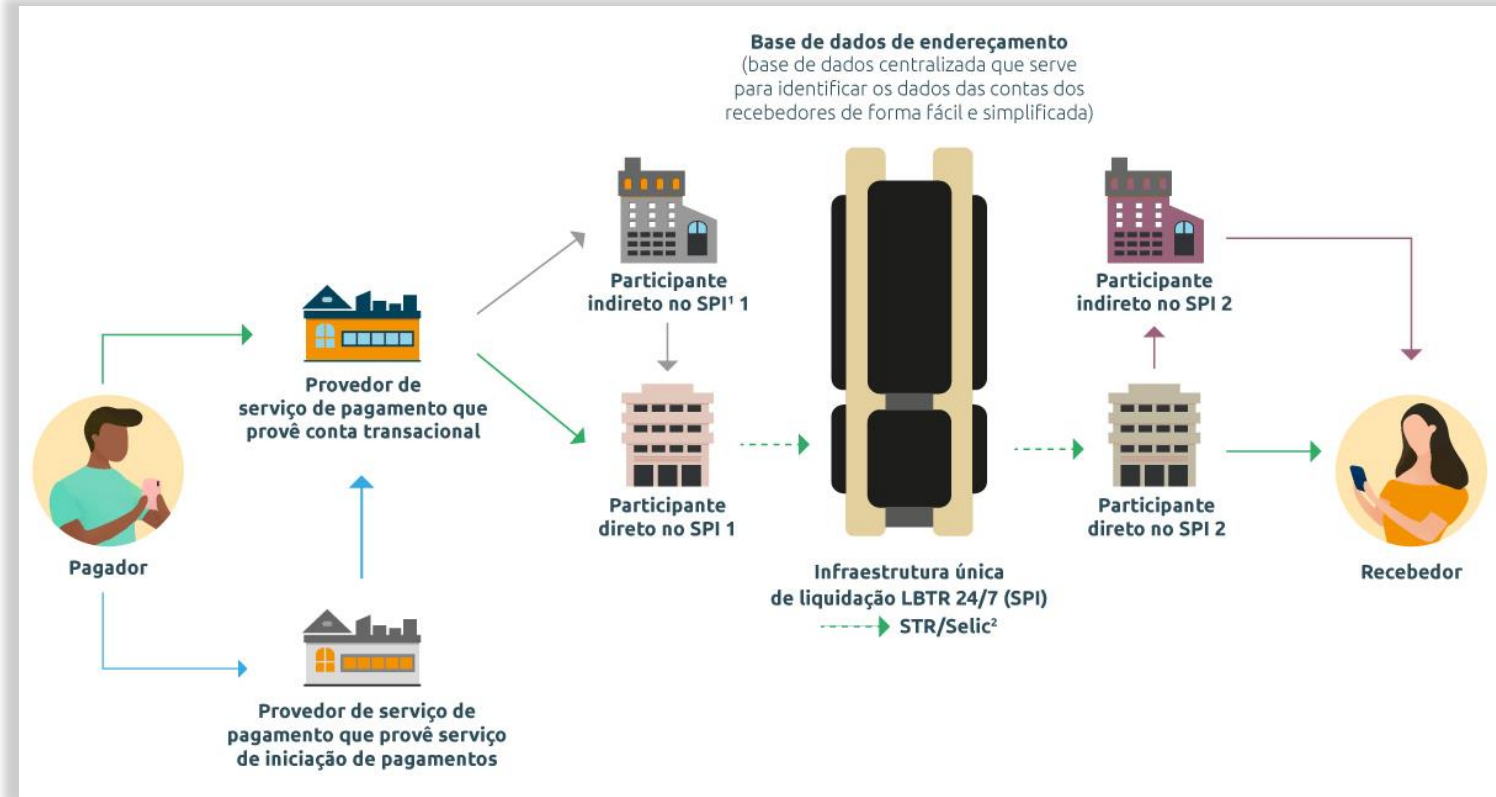 Base de dados de endereçamento
(base de dados centralizada que serve
para identificar os dados das contas dos
recebedores de forma fácil e simplificada)
Participante
indireto no SPI¹ 1
Participante
indireto no SPI 2
Provedor de
serviço de pagamento que
provê conta transacional
Participante
direto no SPI 1
Participante
direto no SPI 2
Pagador
Recebedor
Infraestrutura única
de liquidação LBTR 24/7 (SPI)
STR/Selic²
Provedor de serviço de
pagamento que provê serviço
de iniciação de pagamentos